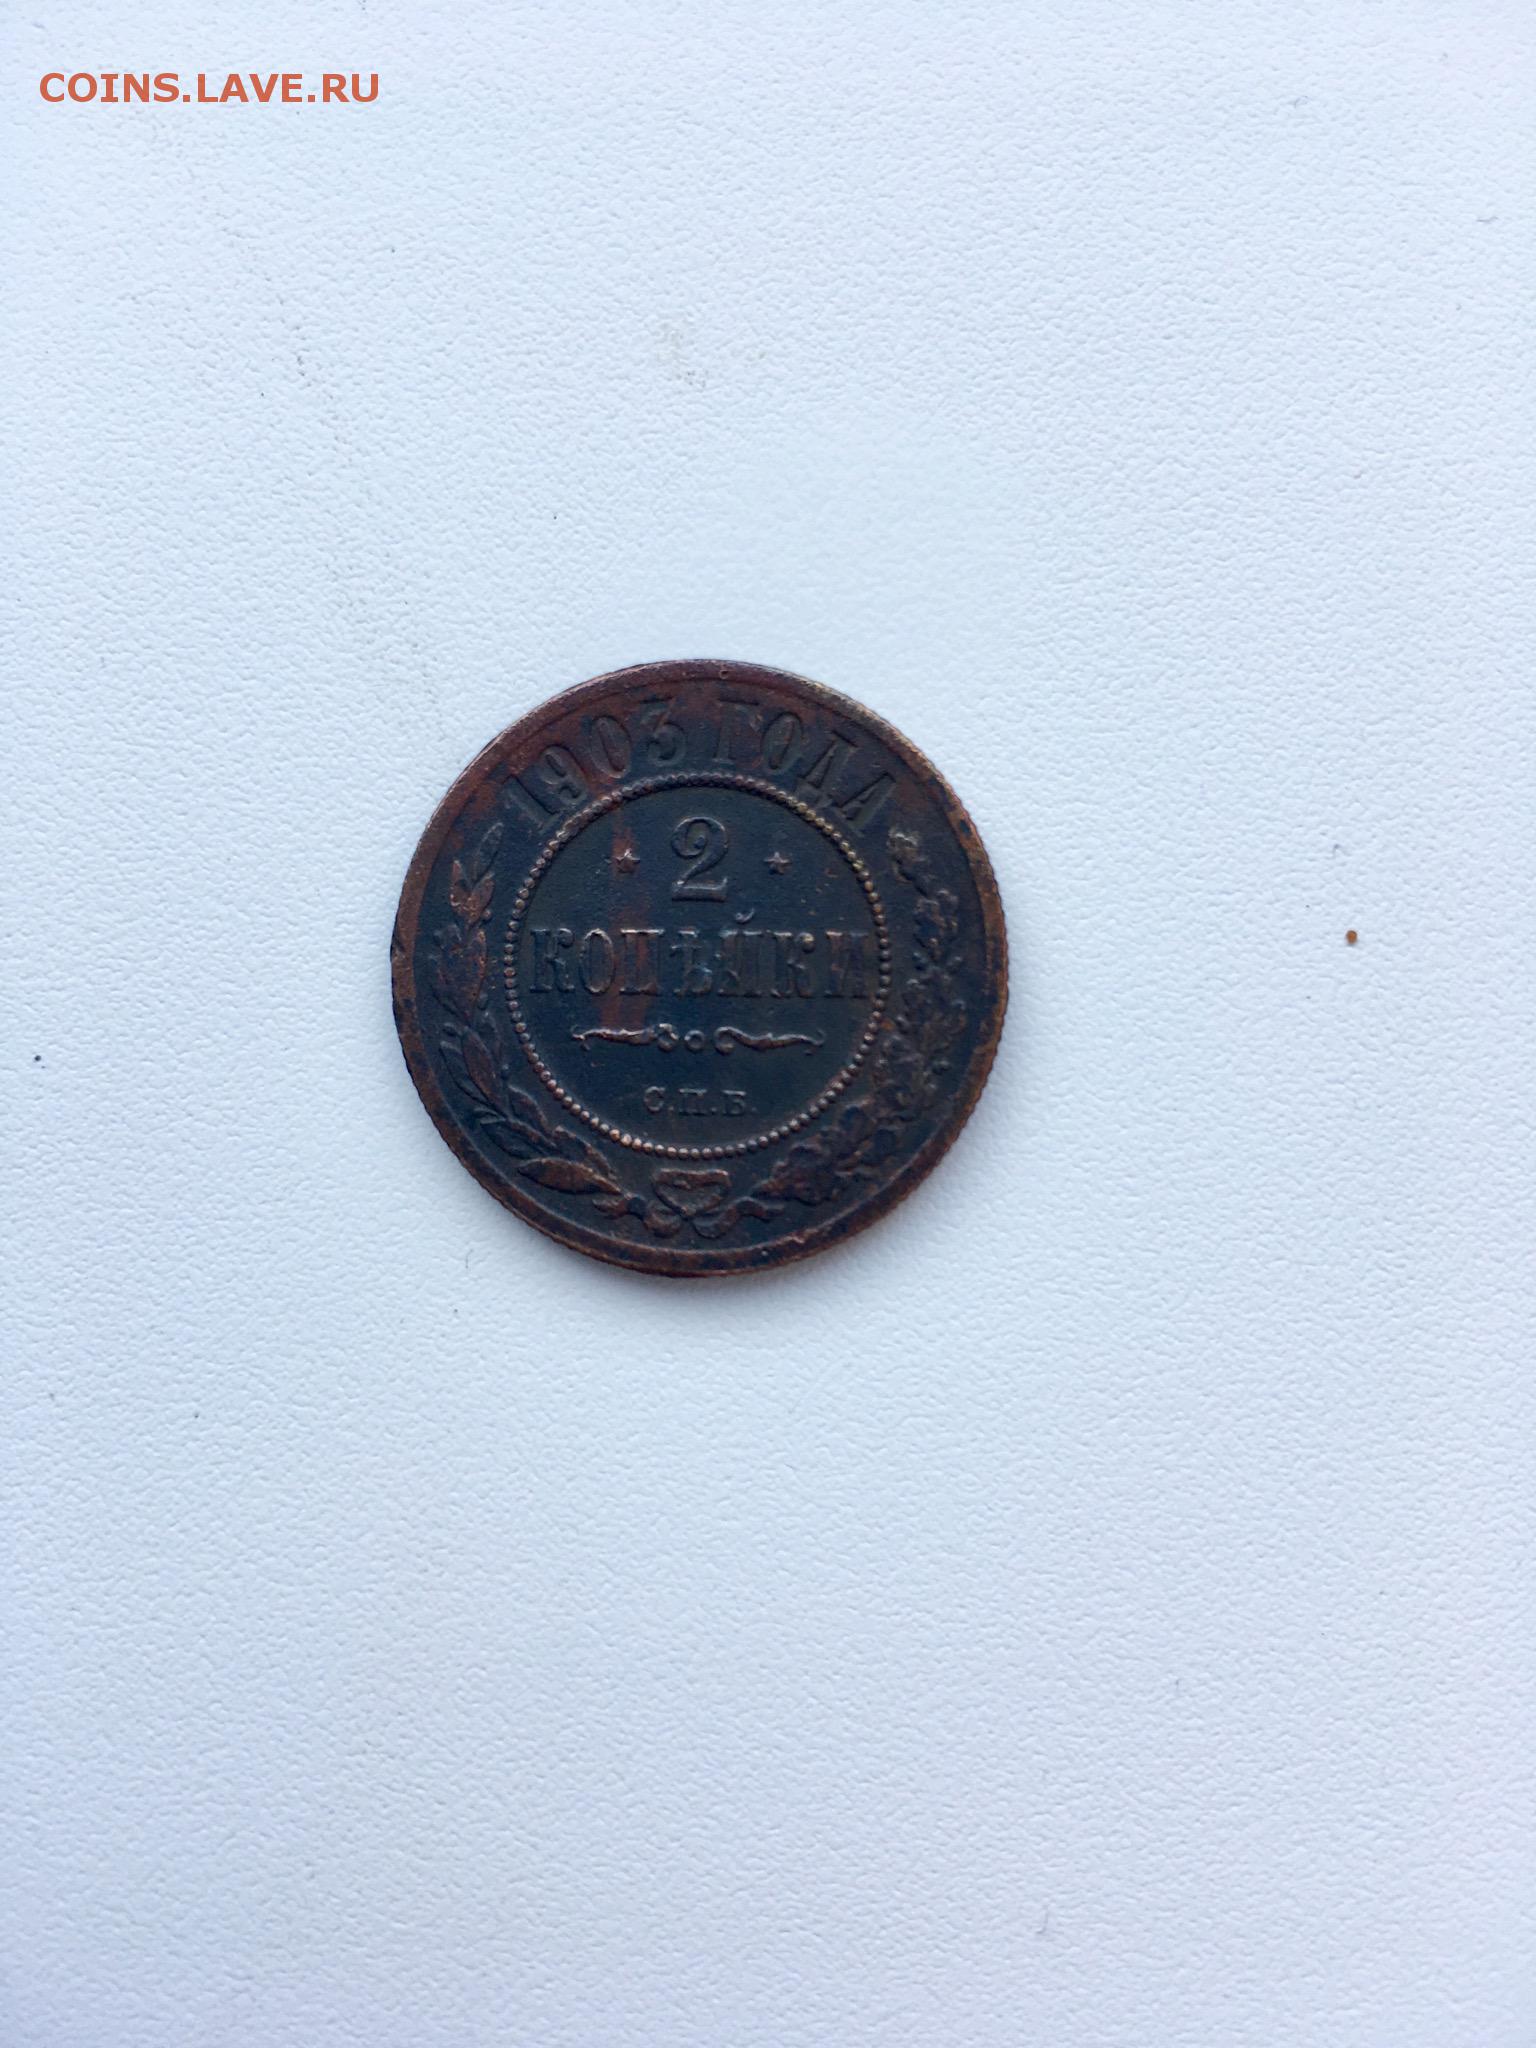 COINS.LAVE.RU
1903 ГОДА
2
КОПѢЙКИ
С.П.Б.